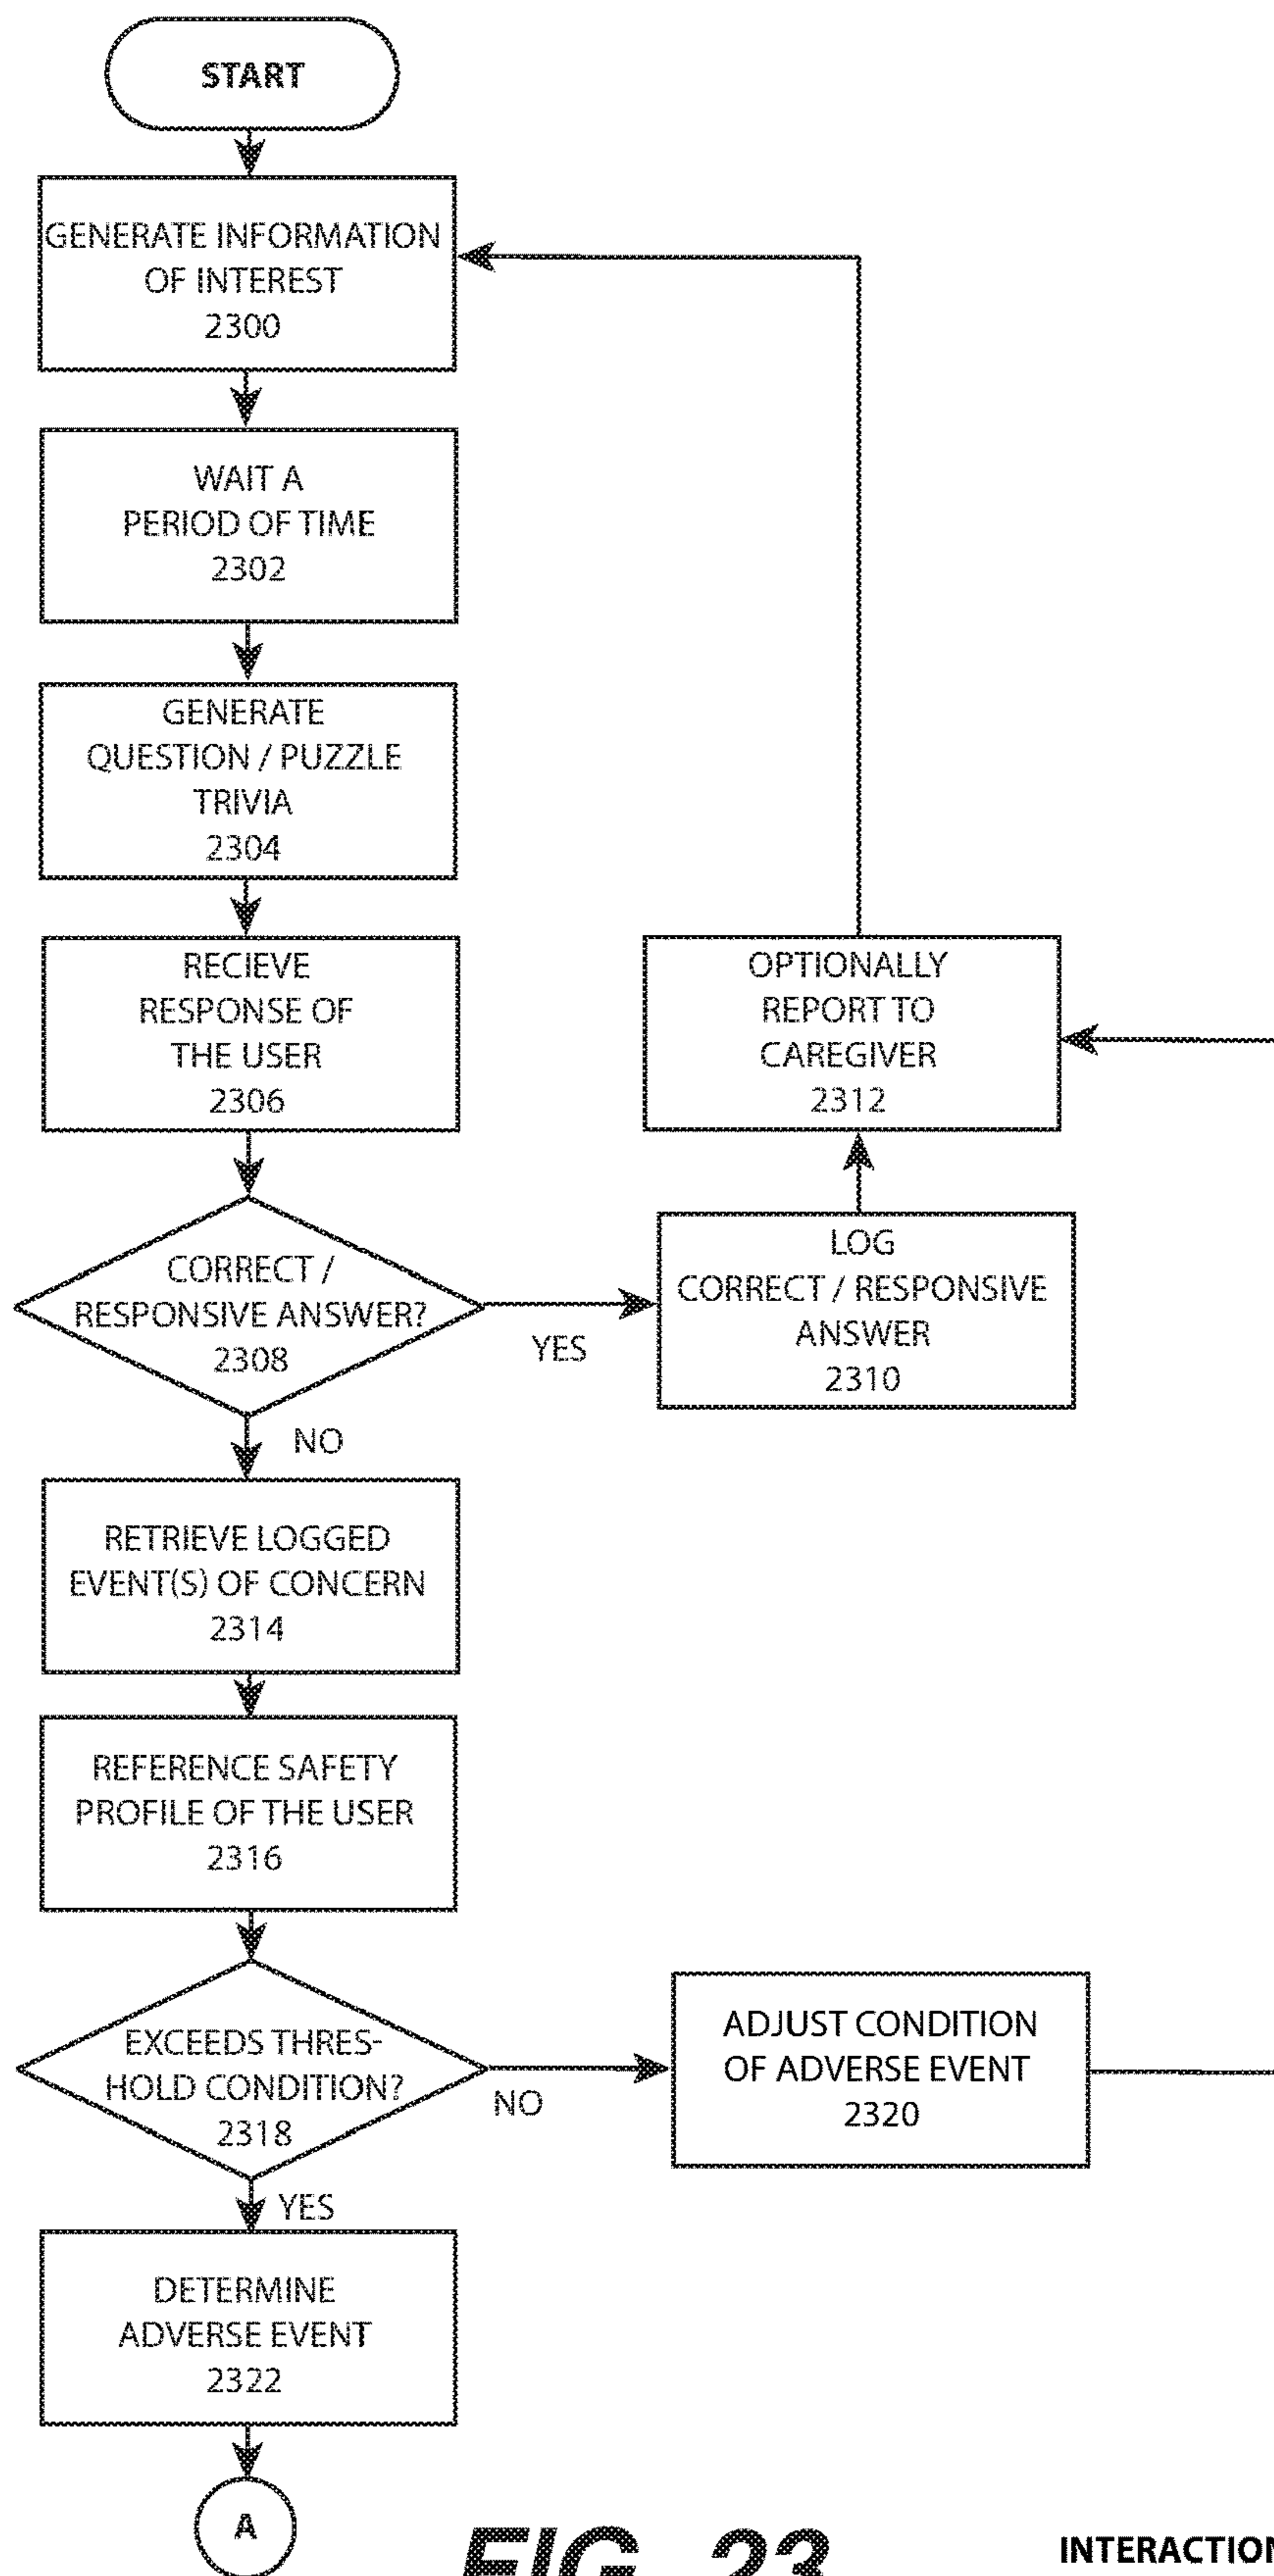 START
GENERATE INFORMATION
OF INTEREST
2300
WAIT A
PERIOD OF TIME
2302
GENERATE
QUESTION / PUZZLE
TRIVIA
2304
RECIEVE
RESPONSE OF
THE USER
2306
OPTIONALLY
REPORT TO
CAREGIVER
2312
CORRECT /
RESPONSIVE ANSWER?
2308
YES
LOG
CORRECT / RESPONSIVE
ANSWER
2310
NO
RETRIEVE LOGGED
EVENT(S) OF CONCERN
2314
REFERENCE SAFETY
PROFILE OF THE USER
2316
EXCEEDS THRES-
HOLD CONDITION?
2318
NO
ADJUST CONDITION
OF ADVERSE EVENT
2320
YES
DETERMINE
ADVERSE EVENT
2322
A
FIG. 23
INTERACTION